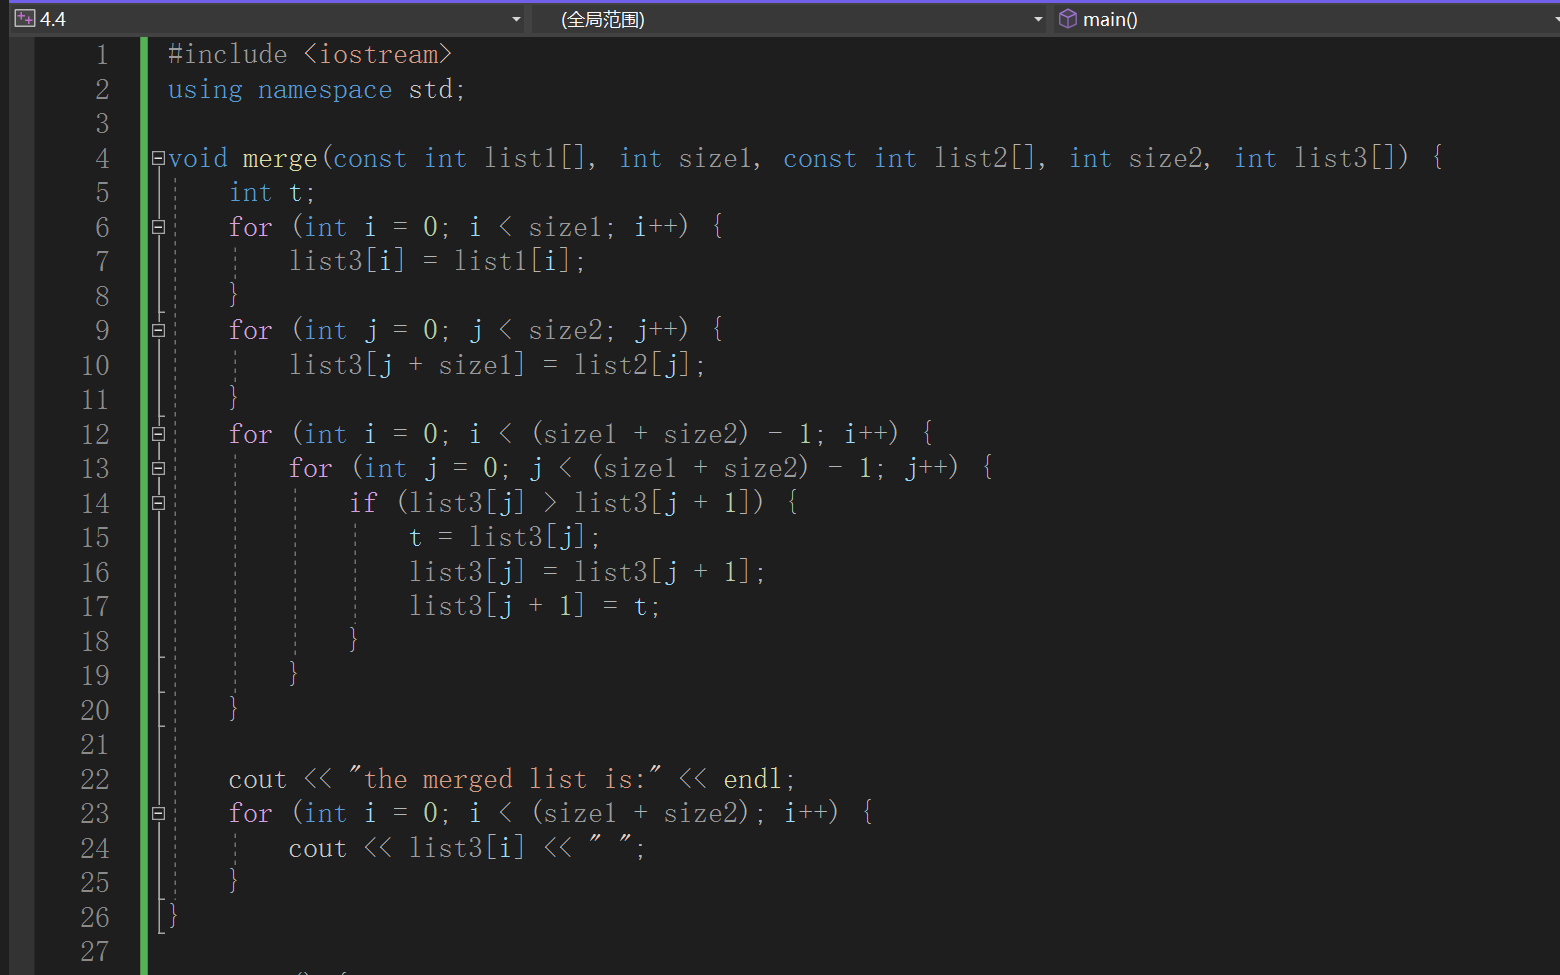 4.4 (全局范围) main()
1 #include <iostream>
2 using namespace std;
3
4 void merge(const int list1[], int size1, const int list2[], int size2, int list3[]) {
5 int t;
6 for (int i = 0; i < size1; i++) {
7 list3[i] = list1[i];
8 }
9 for (int j = 0; j < size2; j++) {
10 list3[j + size1] = list2[j];
11 }
12 for (int i = 0; i < (size1 + size2) - 1; i++) {
13 for (int j = 0; j < (size1 + size2) - 1; j++) {
14 if (list3[j] > list3[j + 1]) {
15 t = list3[j];
16 list3[j] = list3[j + 1];
17 list3[j + 1] = t;
18 }
19 }
20 }
21
22 cout << "the merged list is:" << endl;
23 for (int i = 0; i < (size1 + size2); i++) {
24 cout << list3[i] << " ";
25 }
26 }
27